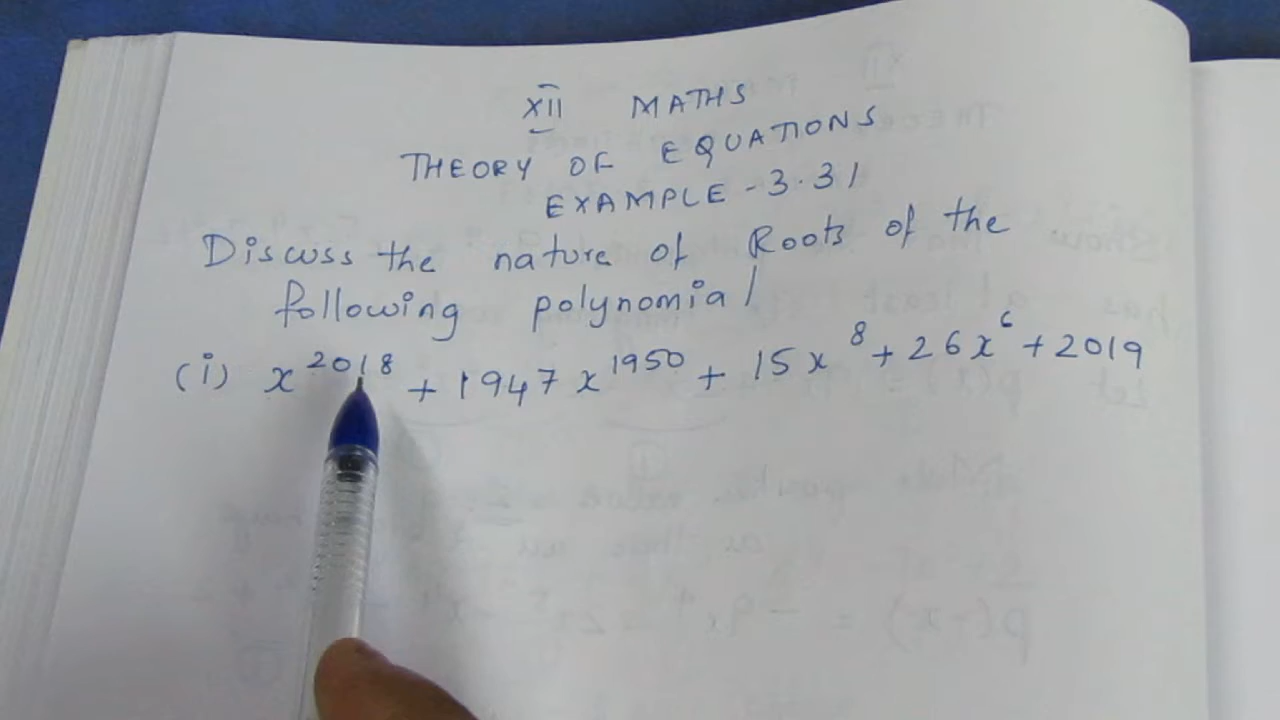 XII MATHS
THEORY OF EQUATIONS
EXAMPLE - 3.31
Discuss the nature of Roots of the
following polynomial
(i) x^2018 + 1947 x^1950 + 15 x^8 + 26 x^6 + 2019